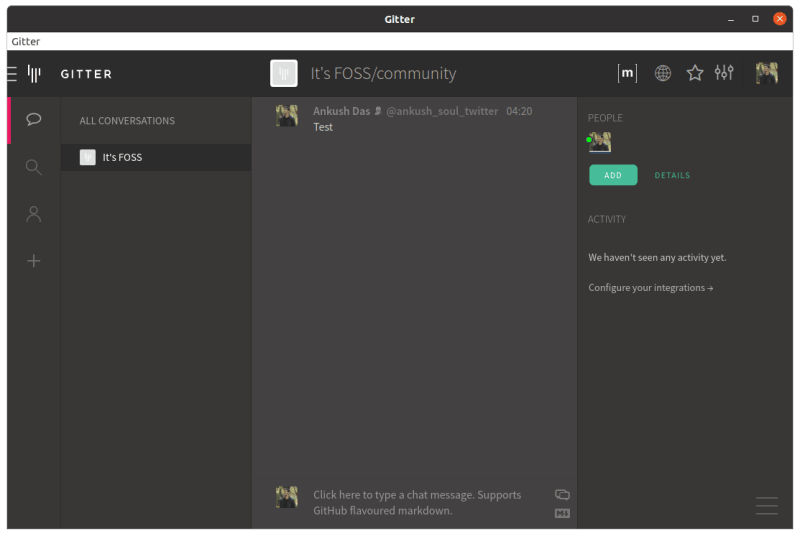 Gitter
Gitter
GITTER
It's FOSS/community
[m]
ALL CONVERSATIONS
It's FOSS
Ankush Das @ankush_soul_twitter 04:20
Test
Click here to type a chat message. Supports
GitHub flavoured markdown.
PEOPLE
ADD DETAILS
ACTIVITY
We haven't seen any activity yet.
Configure your integrations →